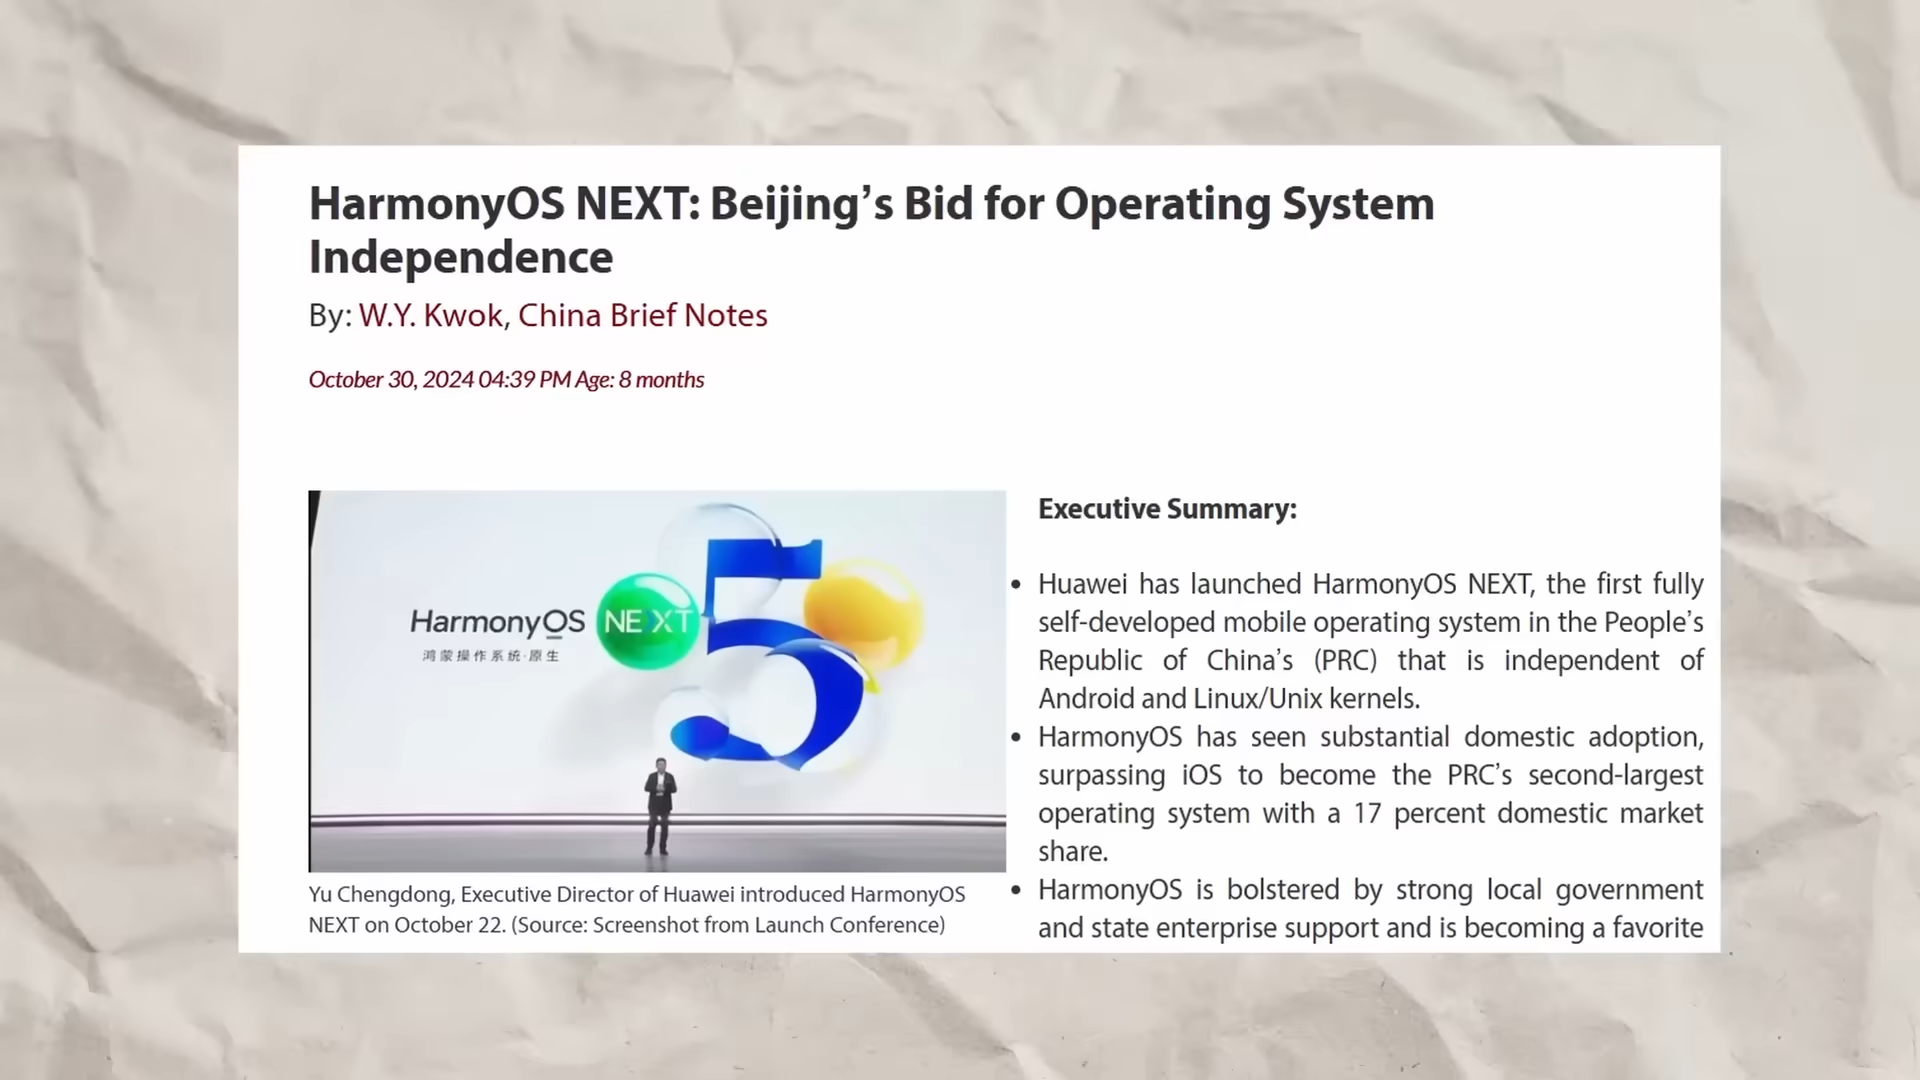 HarmonyOS NEXT: Beijing’s Bid for Operating System
Independence
By: W.Y. Kwok, China Brief Notes
October 30, 2024 04:39 PM Age: 8 months
HarmonyOS NEXT 5
鸿蒙操作系统·原生
Yu Chengdong, Executive Director of Huawei introduced HarmonyOS
NEXT on October 22. (Source: Screenshot from Launch Conference)
Executive Summary:
• Huawei has launched HarmonyOS NEXT, the first fully
self-developed mobile operating system in the People’s
Republic of China’s (PRC) that is independent of
Android and Linux/Unix kernels.
• HarmonyOS has seen substantial domestic adoption,
surpassing iOS to become the PRC’s second-largest
operating system with a 17 percent domestic market
share.
• HarmonyOS is bolstered by strong local government
and state enterprise support and is becoming a favorite